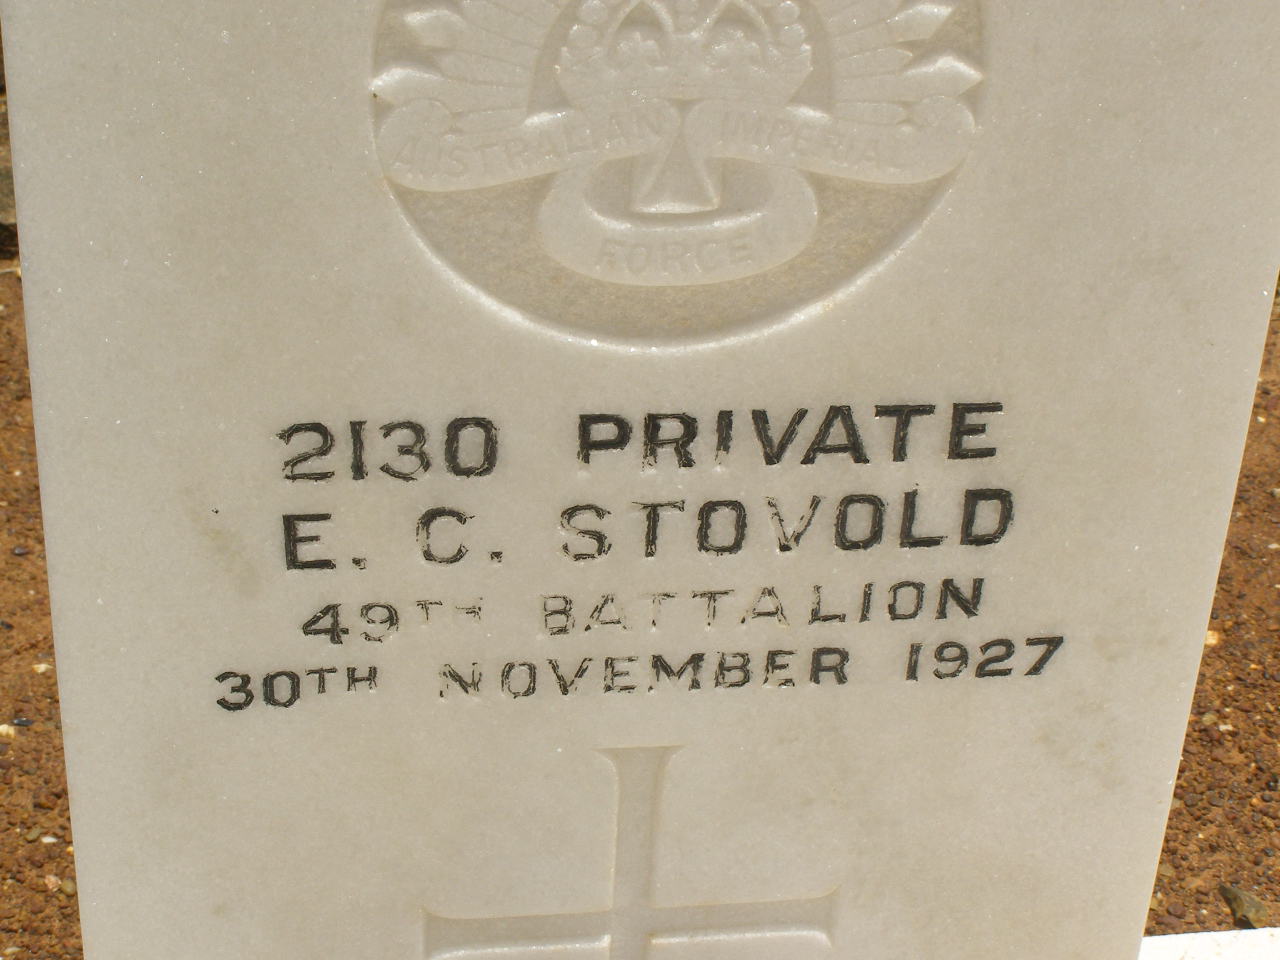 AUSTRALIAN IMPERIAL
FORCE
2130 PRIVATE
E. C. STOVOLD
49TH BATTALION
30TH NOVEMBER 1927